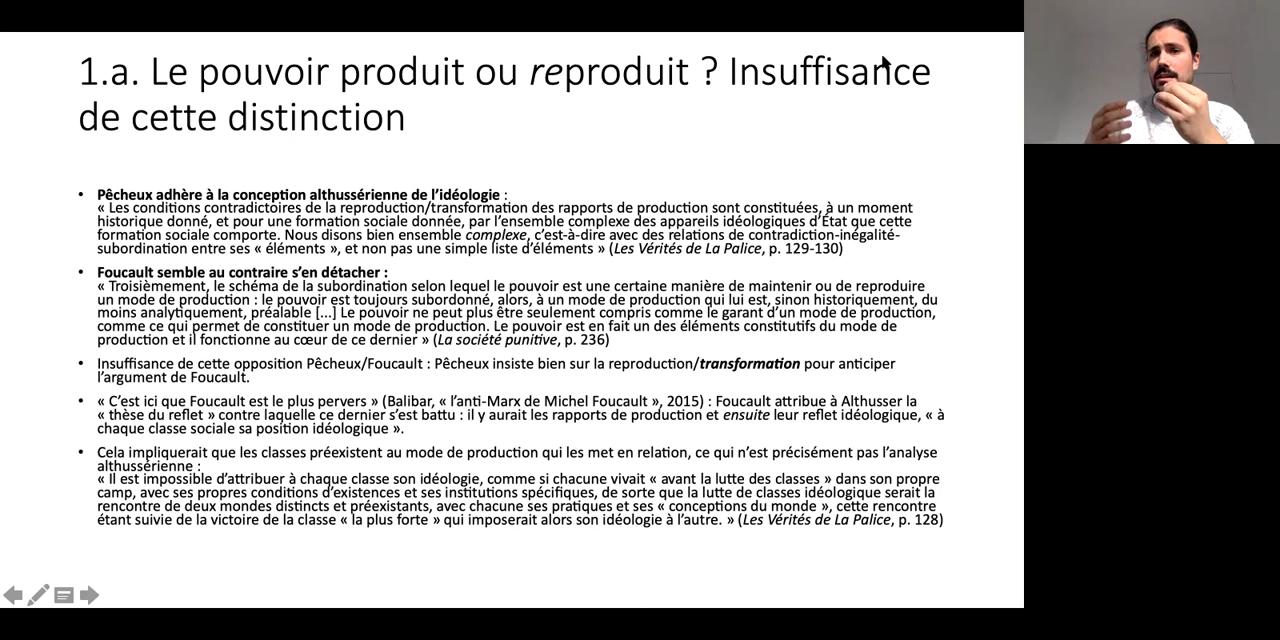 1.a. Le pouvoir produit ou reproduit ? Insuffisance
de cette distinction
• Pêcheux adhère à la conception althussérienne de l’idéologie :
« Les conditions contradictoires de la reproduction/transformation des rapports de production sont constituées, à un moment
historique donné, et pour une formation sociale donnée, par l’ensemble complexe des appareils idéologiques d’État que cette
formation sociale comporte. Nous disons bien ensemble complexe, c’est-à-dire avec des relations de contradiction-inégalité-
subordination entre ses « éléments », et non pas une simple liste d’éléments » (Les Vérités de La Palice, p. 129-130)
• Foucault semble au contraire s’en détacher :
« Troisièmement, le schéma de la subordination selon lequel le pouvoir est une certaine manière de maintenir ou de reproduire
un mode de production : le pouvoir est toujours subordonné, alors, à un mode de production qui lui est, sinon historiquement, du
moins analytiquement, préalable [...] Le pouvoir ne peut plus être seulement compris comme le garant d’un mode de production,
comme ce qui permet de constituer un mode de production. Le pouvoir est en fait un des éléments constitutifs du mode de
production et il fonctionne au cœur de ce dernier » (La société punitive, p. 236)
• Insuffisance de cette opposition Pêcheux/Foucault : Pêcheux insiste bien sur la reproduction/transformation pour anticiper
l’argument de Foucault.
• « C’est ici que Foucault est le plus pervers » (Balibar, « l’anti-Marx de Michel Foucault », 2015) : Foucault attribue à Althusser la
« thèse du reflet » contre laquelle ce dernier s’est battu : il y aurait les rapports de production et ensuite leur reflet idéologique, « à
chaque classe sociale sa position idéologique ».
• Cela impliquerait que les classes préexistent au mode de production qui les met en relation, ce qui n’est précisément pas l’analyse
althussérienne :
« Il est impossible d’attribuer à chaque classe son idéologie, comme si chacune vivait « avant la lutte des classes » dans son propre
camp, avec ses propres conditions d’existences et ses institutions spécifiques, de sorte que la lutte de classes idéologique serait la
rencontre de deux mondes distincts et préexistants, avec chacune ses pratiques et ses « conceptions du monde », cette rencontre
étant suivie de la victoire de la classe « la plus forte » qui imposerait alors son idéologie à l’autre. » (Les Vérités de La Palice, p. 128)